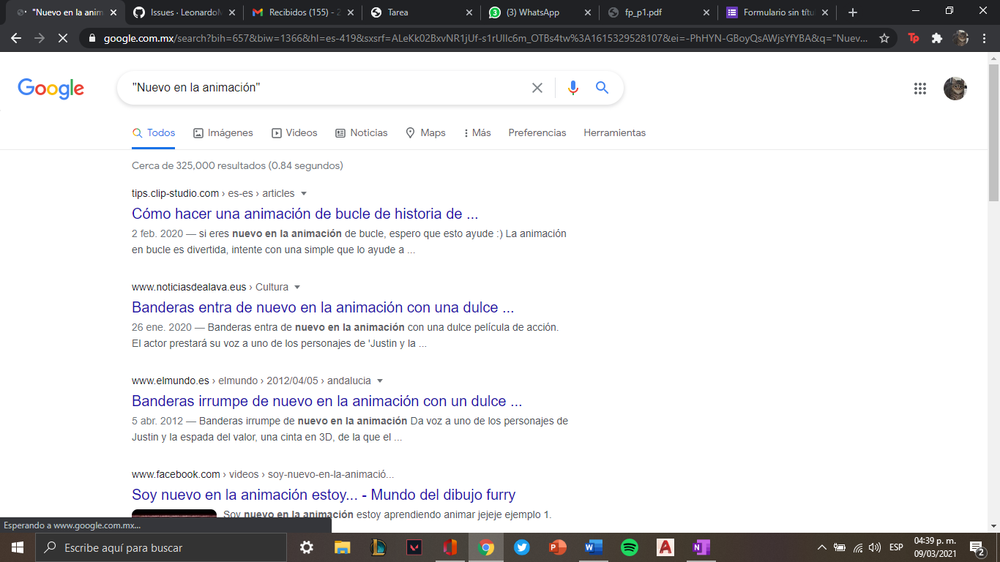 "Nuevo en la anim
Issues · LeonardoM
Recibidos (155) - 2
Tarea
(3) WhatsApp
fp_p1.pdf
Formulario sin títu
google.com.mx/search?bih=657&biw=1366&hl=es-419&sxsrf=ALeKk02BxvNR1jUf-s1rUIlc6m_OTBs4tw%3A1615329528107&ei=-PhHYN-GBoyQsAWjsYfYBA&q="Nuev...
Tp
Google
"Nuevo en la animación"
Todos
Imágenes
Videos
Noticias
Maps
Más
Preferencias
Herramientas
Cerca de 325,000 resultados (0.84 segundos)
tips.clip-studio.com › es-es › articles
Cómo hacer una animación de bucle de historia de ...
2 feb. 2020 — si eres nuevo en la animación de bucle, espero que esto ayude :) La animación
en bucle es divertida, intente con una simple que lo ayude a ...
www.noticiasdealava.eus › Cultura
Banderas entra de nuevo en la animación con una dulce ...
26 ene. 2020 — Banderas entra de nuevo en la animación con una dulce película de acción.
El actor prestará su voz a uno de los personajes de 'Justin y la ...
www.elmundo.es › elmundo › 2012/04/05 › andalucia
Banderas irrumpe de nuevo en la animación con un dulce ...
5 abr. 2012 — Banderas irrumpe de nuevo en la animación Da voz a uno de los personajes de
Justin y la espada del valor, una cinta en 3D, de la que el ...
www.facebook.com › videos › soy-nuevo-en-la-animació...
Soy nuevo en la animación estoy... - Mundo del dibujo furry
Soy nuevo en la animación estoy aprendiendo animar jejeje ejemplo 1.
Esperando a www.google.com.mx...
Escribe aquí para buscar
ESP
04:39 p. m.
09/03/2021
2